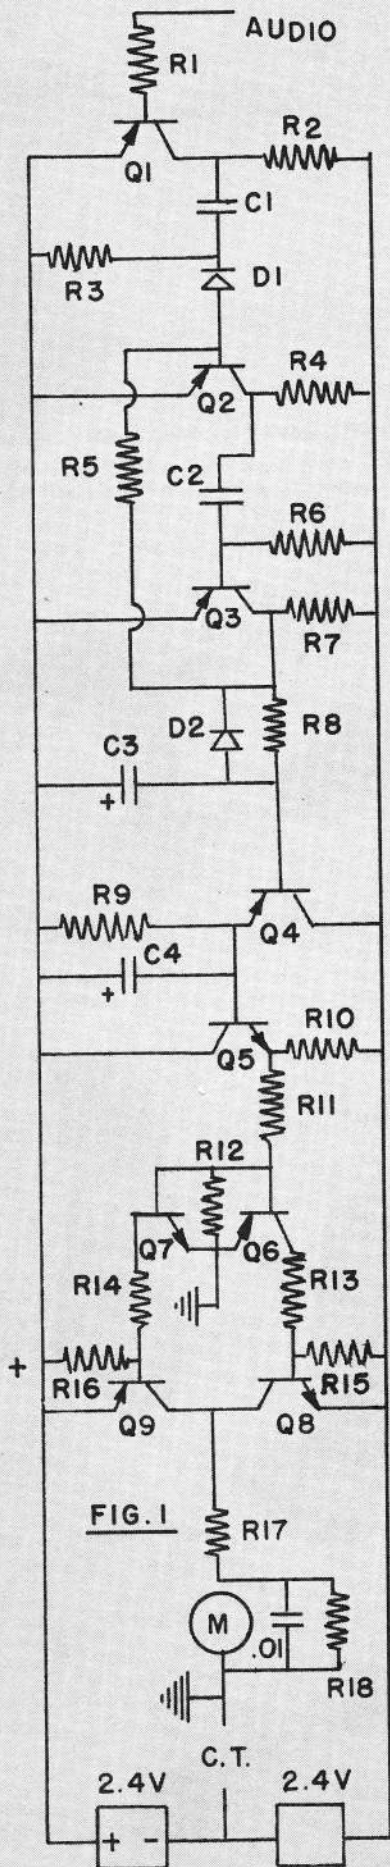 AUDIO
R1
R2
Q1
C1
R3
D1
R4
Q2
R5
C2
R6
Q3
R7
D2
R8
C3
+
R9
Q4
C4
+
R10
Q5
R11
R12
Q7
Q6
R14
R13
+
R16
R15
Q9
Q8
FIG. 1
R17
M
.01
R18
C.T.
2.4V
2.4V
+ -